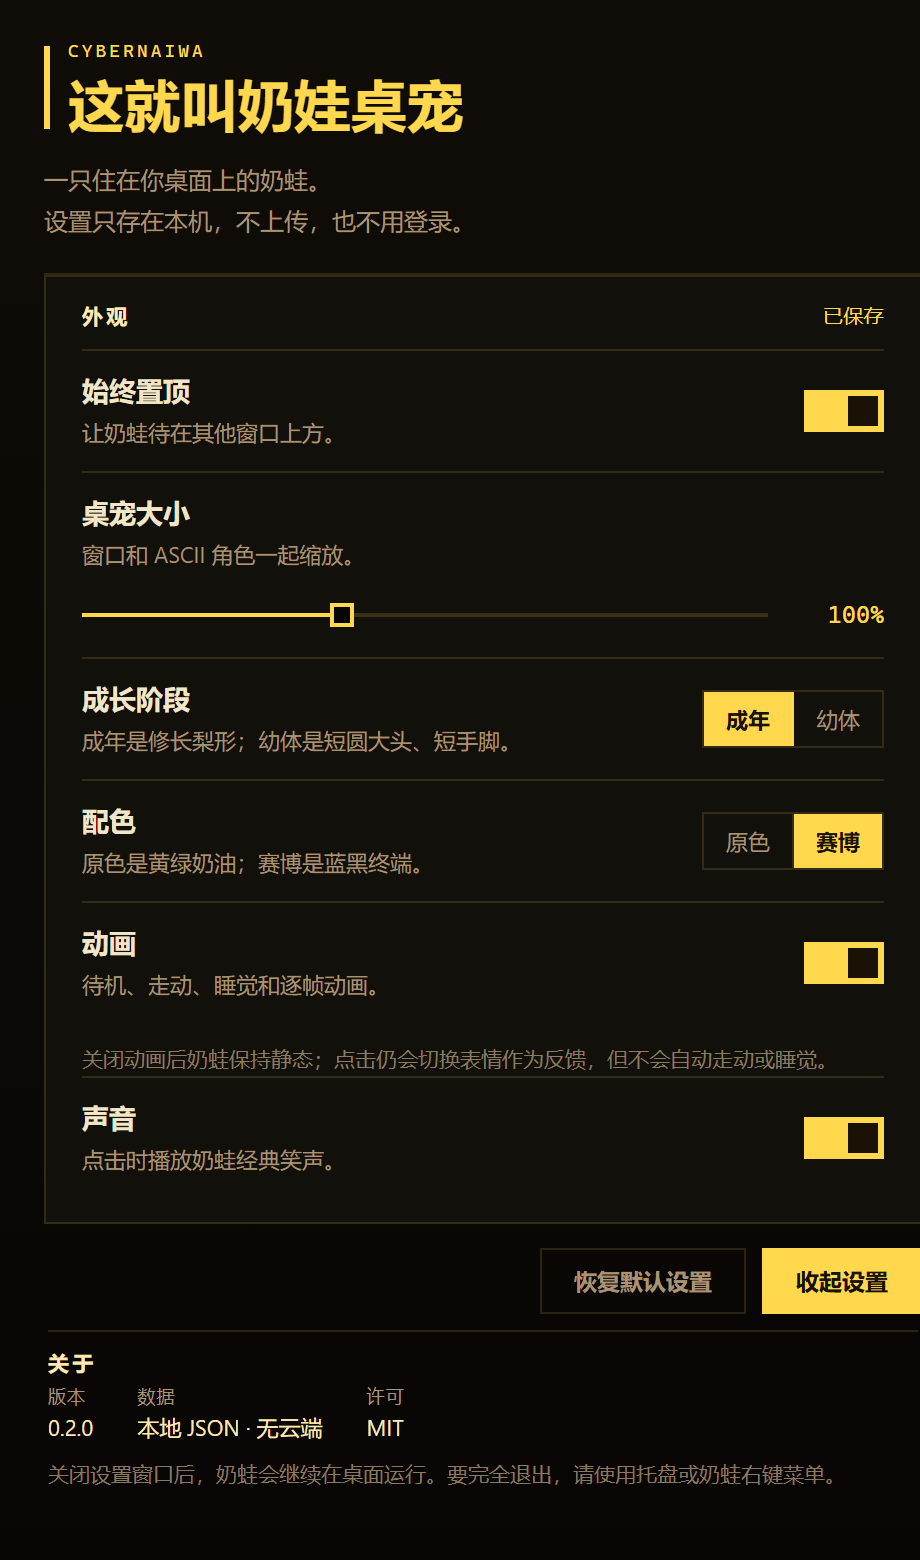 CYBERNAIWA
这就叫奶娃桌宠
一只住在你桌面上的奶蛙。
设置只存在本机，不上传，也不用登录。
外观
已保存
始终置顶
让奶蛙待在其他窗口上方。
桌宠大小
窗口和 ASCII 角色一起缩放。
100%
成长阶段
成年是修长梨形；幼体是短圆大头、短手脚。
成年 幼体
配色
原色是黄绿奶油；赛博是蓝黑终端。
原色 赛博
动画
待机、走动、睡觉和逐帧动画。
关闭动画后奶蛙保持静态；点击仍会切换表情作为反馈，但不会自动走动或睡觉。
声音
点击时播放奶蛙经典笑声。
恢复默认设置 收起设置
关于
版本 数据 许可
0.2.0 本地 JSON · 无云端 MIT
关闭设置窗口后，奶蛙会继续在桌面运行。要完全退出，请使用托盘或奶蛙右键菜单。